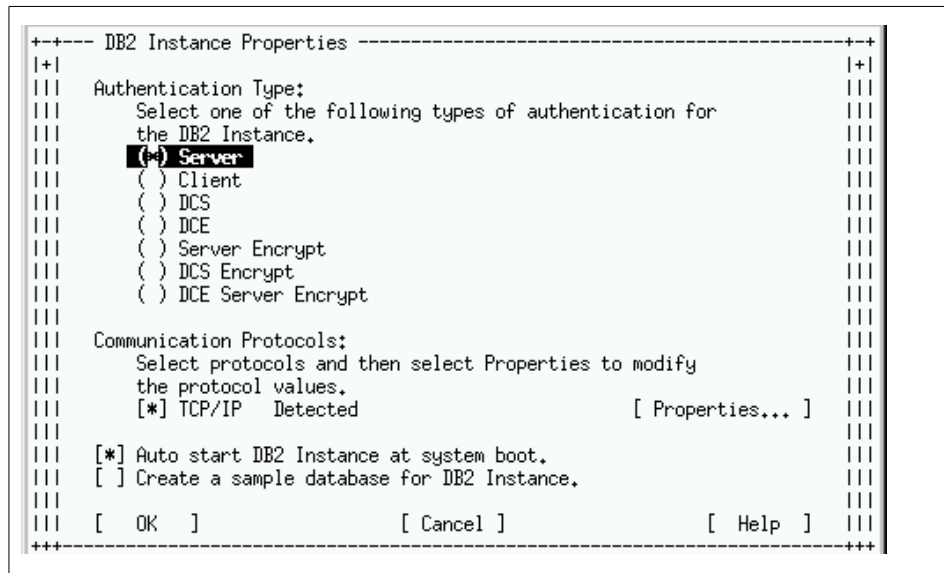 DB2 Instance Properties
Authentication Type:
Select one of the following types of authentication for
the DB2 Instance.
(*) Server
( ) Client
( ) DCS
( ) DCE
( ) Server Encrypt
( ) DCS Encrypt
( ) DCE Server Encrypt
Communication Protocols:
Select protocols and then select Properties to modify
the protocol values.
[*] TCP/IP Detected [ Properties... ]
[*] Auto start DB2 Instance at system boot.
[ ] Create a sample database for DB2 Instance.
[ OK ] [ Cancel ] [ Help ]